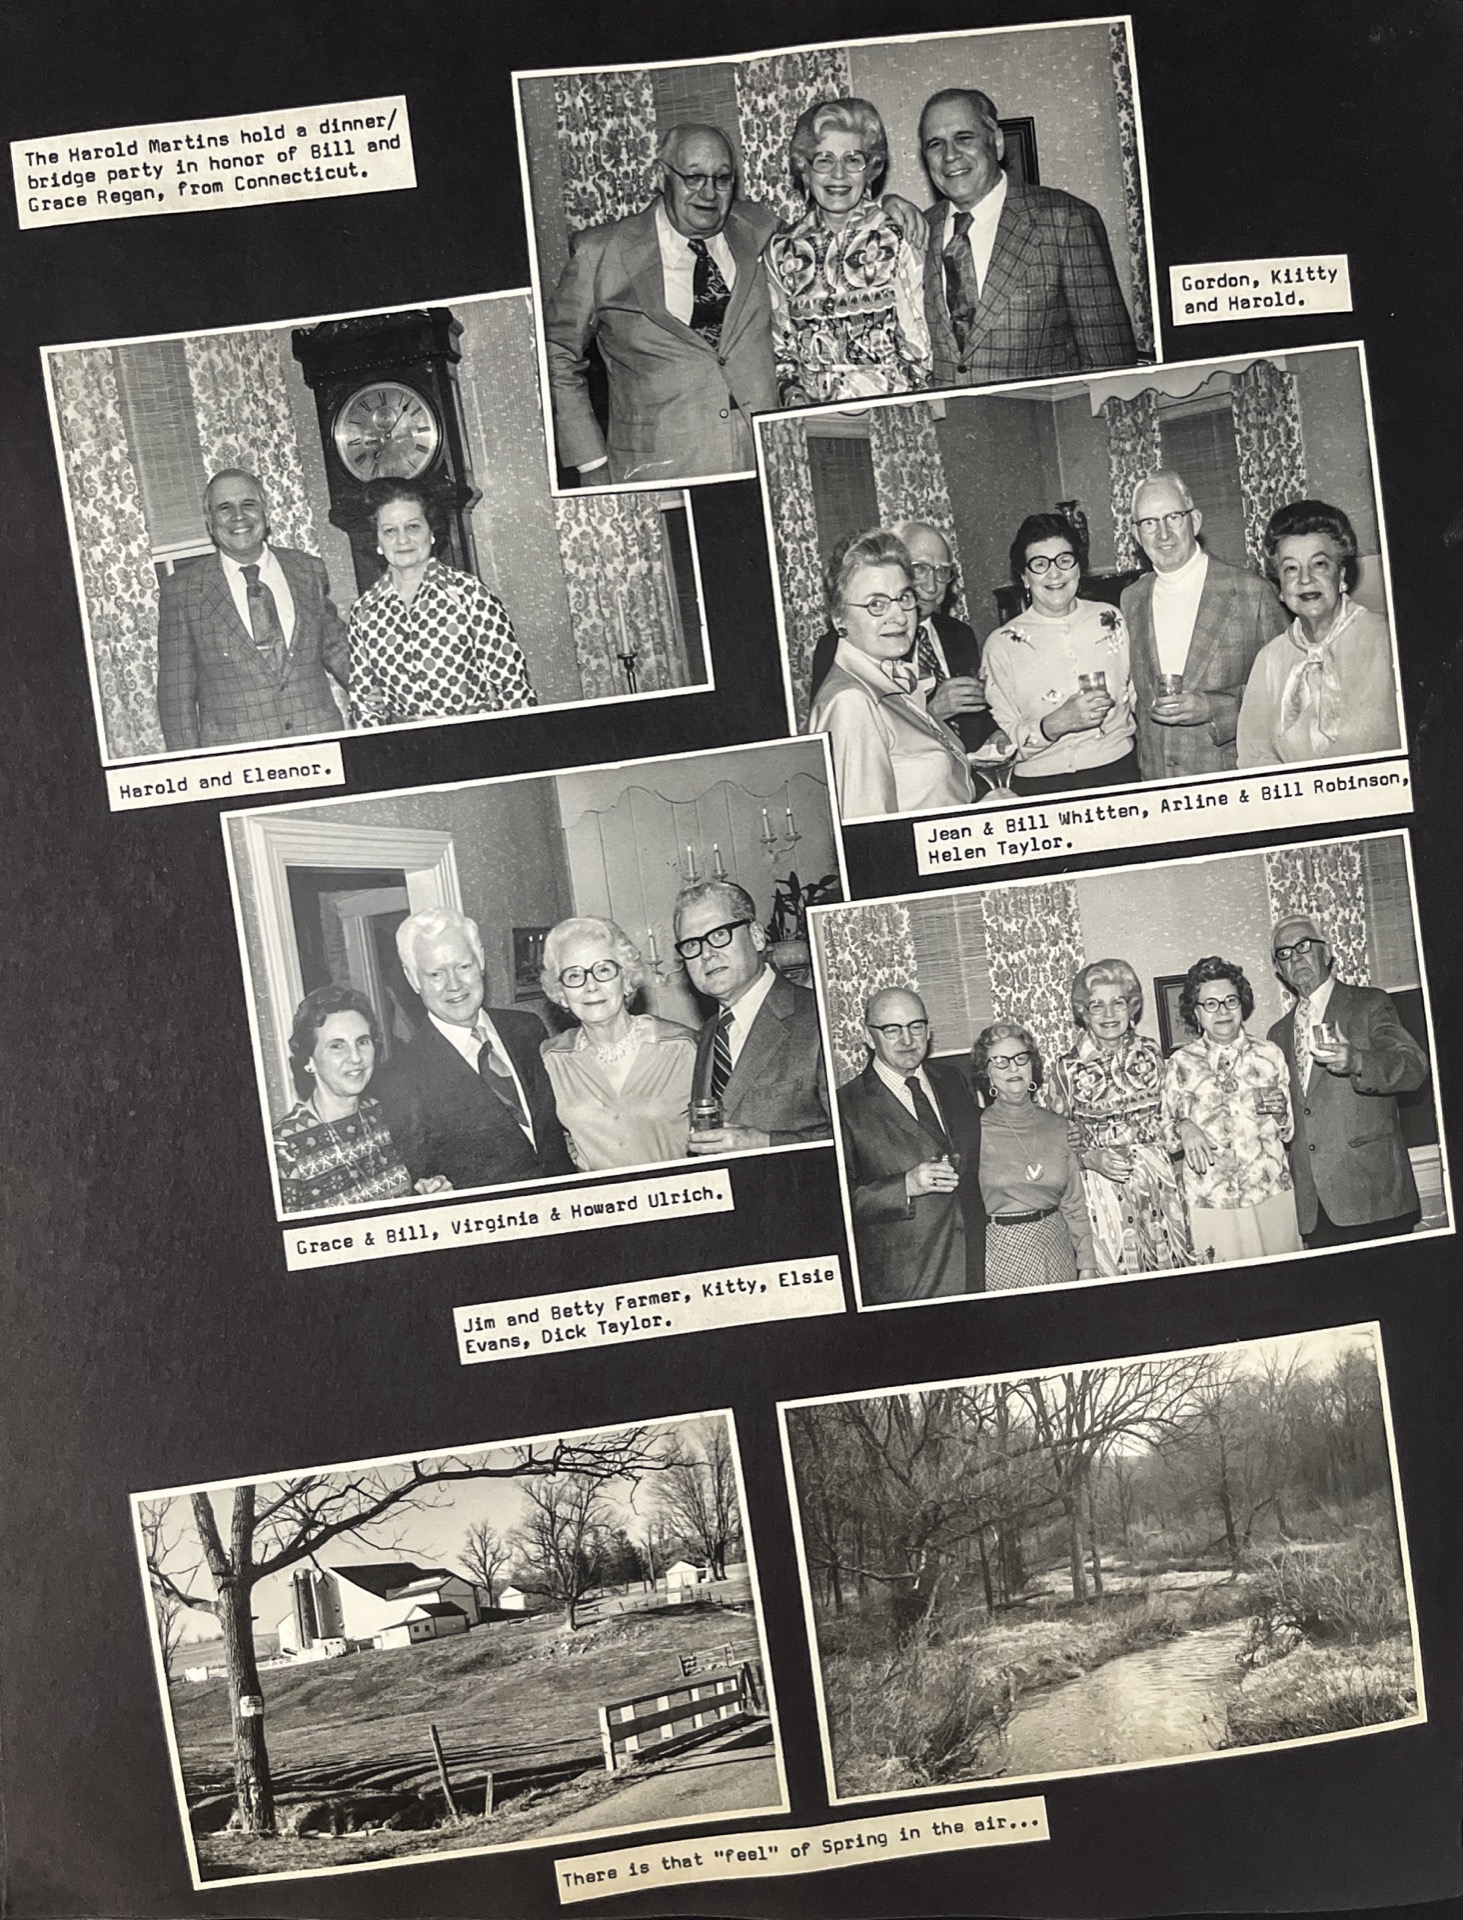 The Harold Martins hold a dinner/
bridge party in honor of Bill and
Grace Regan, from Connecticut.
Gordon, Kiitty
and Harold.
Harold and Eleanor.
Jean & Bill Whitten, Arline & Bill Robinson,
Helen Taylor.
Grace & Bill, Virginia & Howard Ulrich.
Jim and Betty Farmer, Kitty, Elsie
Evans, Dick Taylor.
There is that "feel" of Spring in the air...